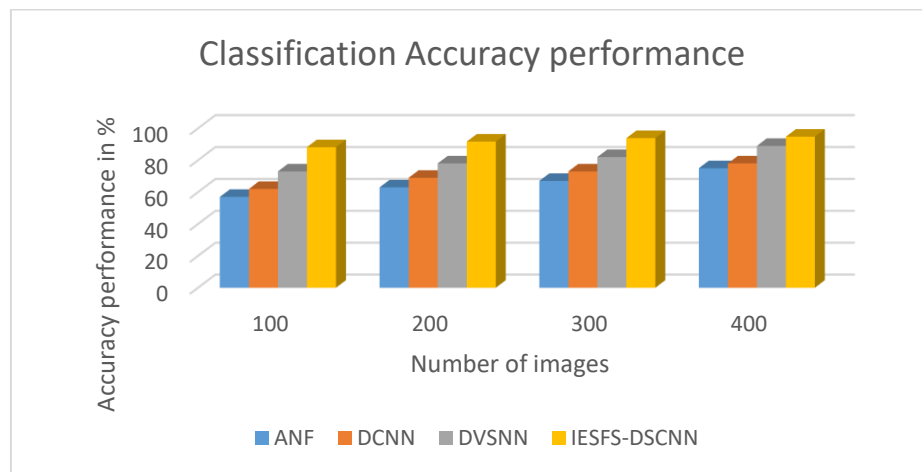 Classification Accuracy performance
Accuracy performance in %
100
80
60
40
20
0
100 200 300 400
Number of images
ANF DCNN DVSNN IESFS-DSCNN